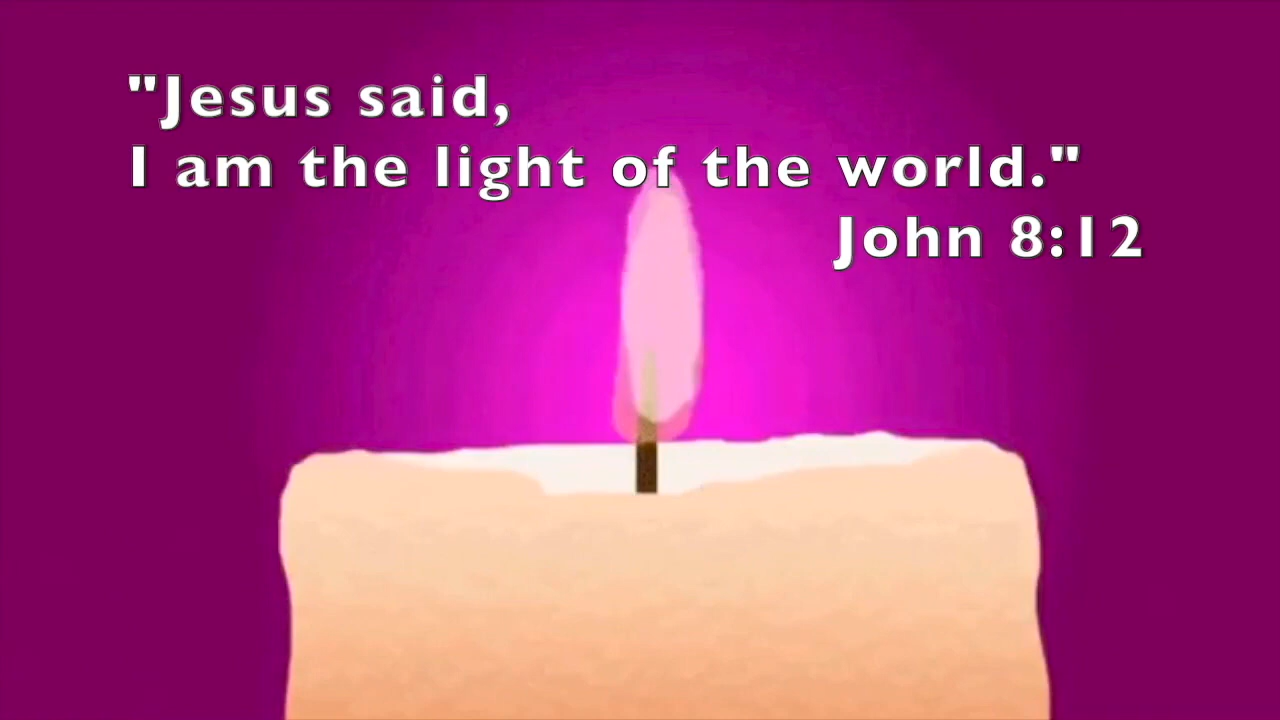 "Jesus said,
I am the light of the world."
John 8:12